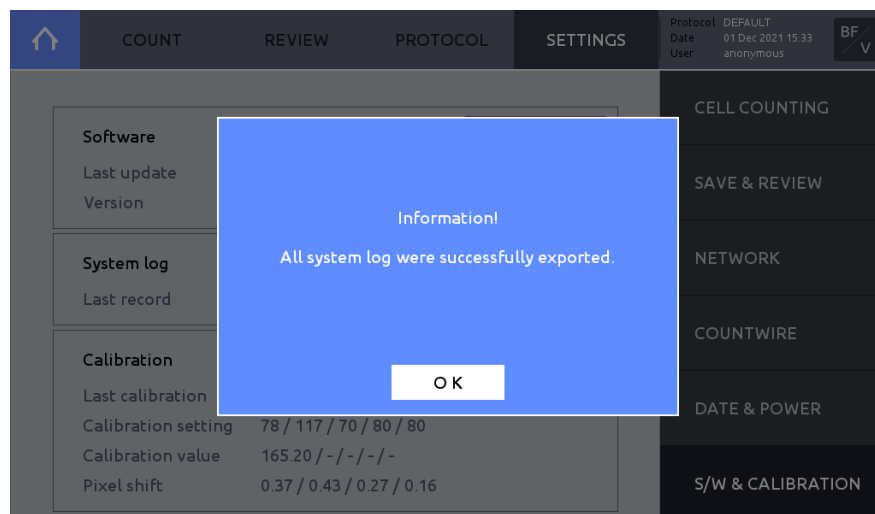 COUNT REVIEW PROTOCOL SETTINGS
Protocol DEFAULT
Date 01 Dec 2021 15:33
User anonymous
BF/V
Software
Last update
Version
System log
Last record
Calibration
Last calibration
Calibration setting 78 / 117 / 70 / 80 / 80
Calibration value 165.20 / - / - / - / -
Pixel shift 0.37 / 0.43 / 0.27 / 0.16
Information!
All system log were successfully exported.
O K
CELL COUNTING
SAVE & REVIEW
NETWORK
COUNTWIRE
DATE & POWER
S/W & CALIBRATION